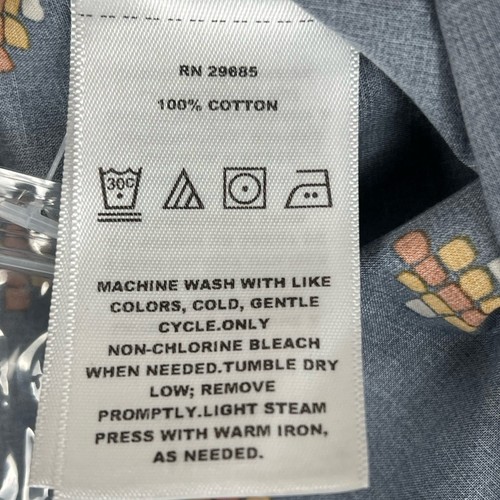 RN 29685
100% COTTON
30C
MACHINE WASH WITH LIKE
COLORS, COLD, GENTLE
CYCLE.ONLY
NON-CHLORINE BLEACH
WHEN NEEDED.TUMBLE DRY
LOW; REMOVE
PROMPTLY.LIGHT STEAM
PRESS WITH WARM IRON,
AS NEEDED.